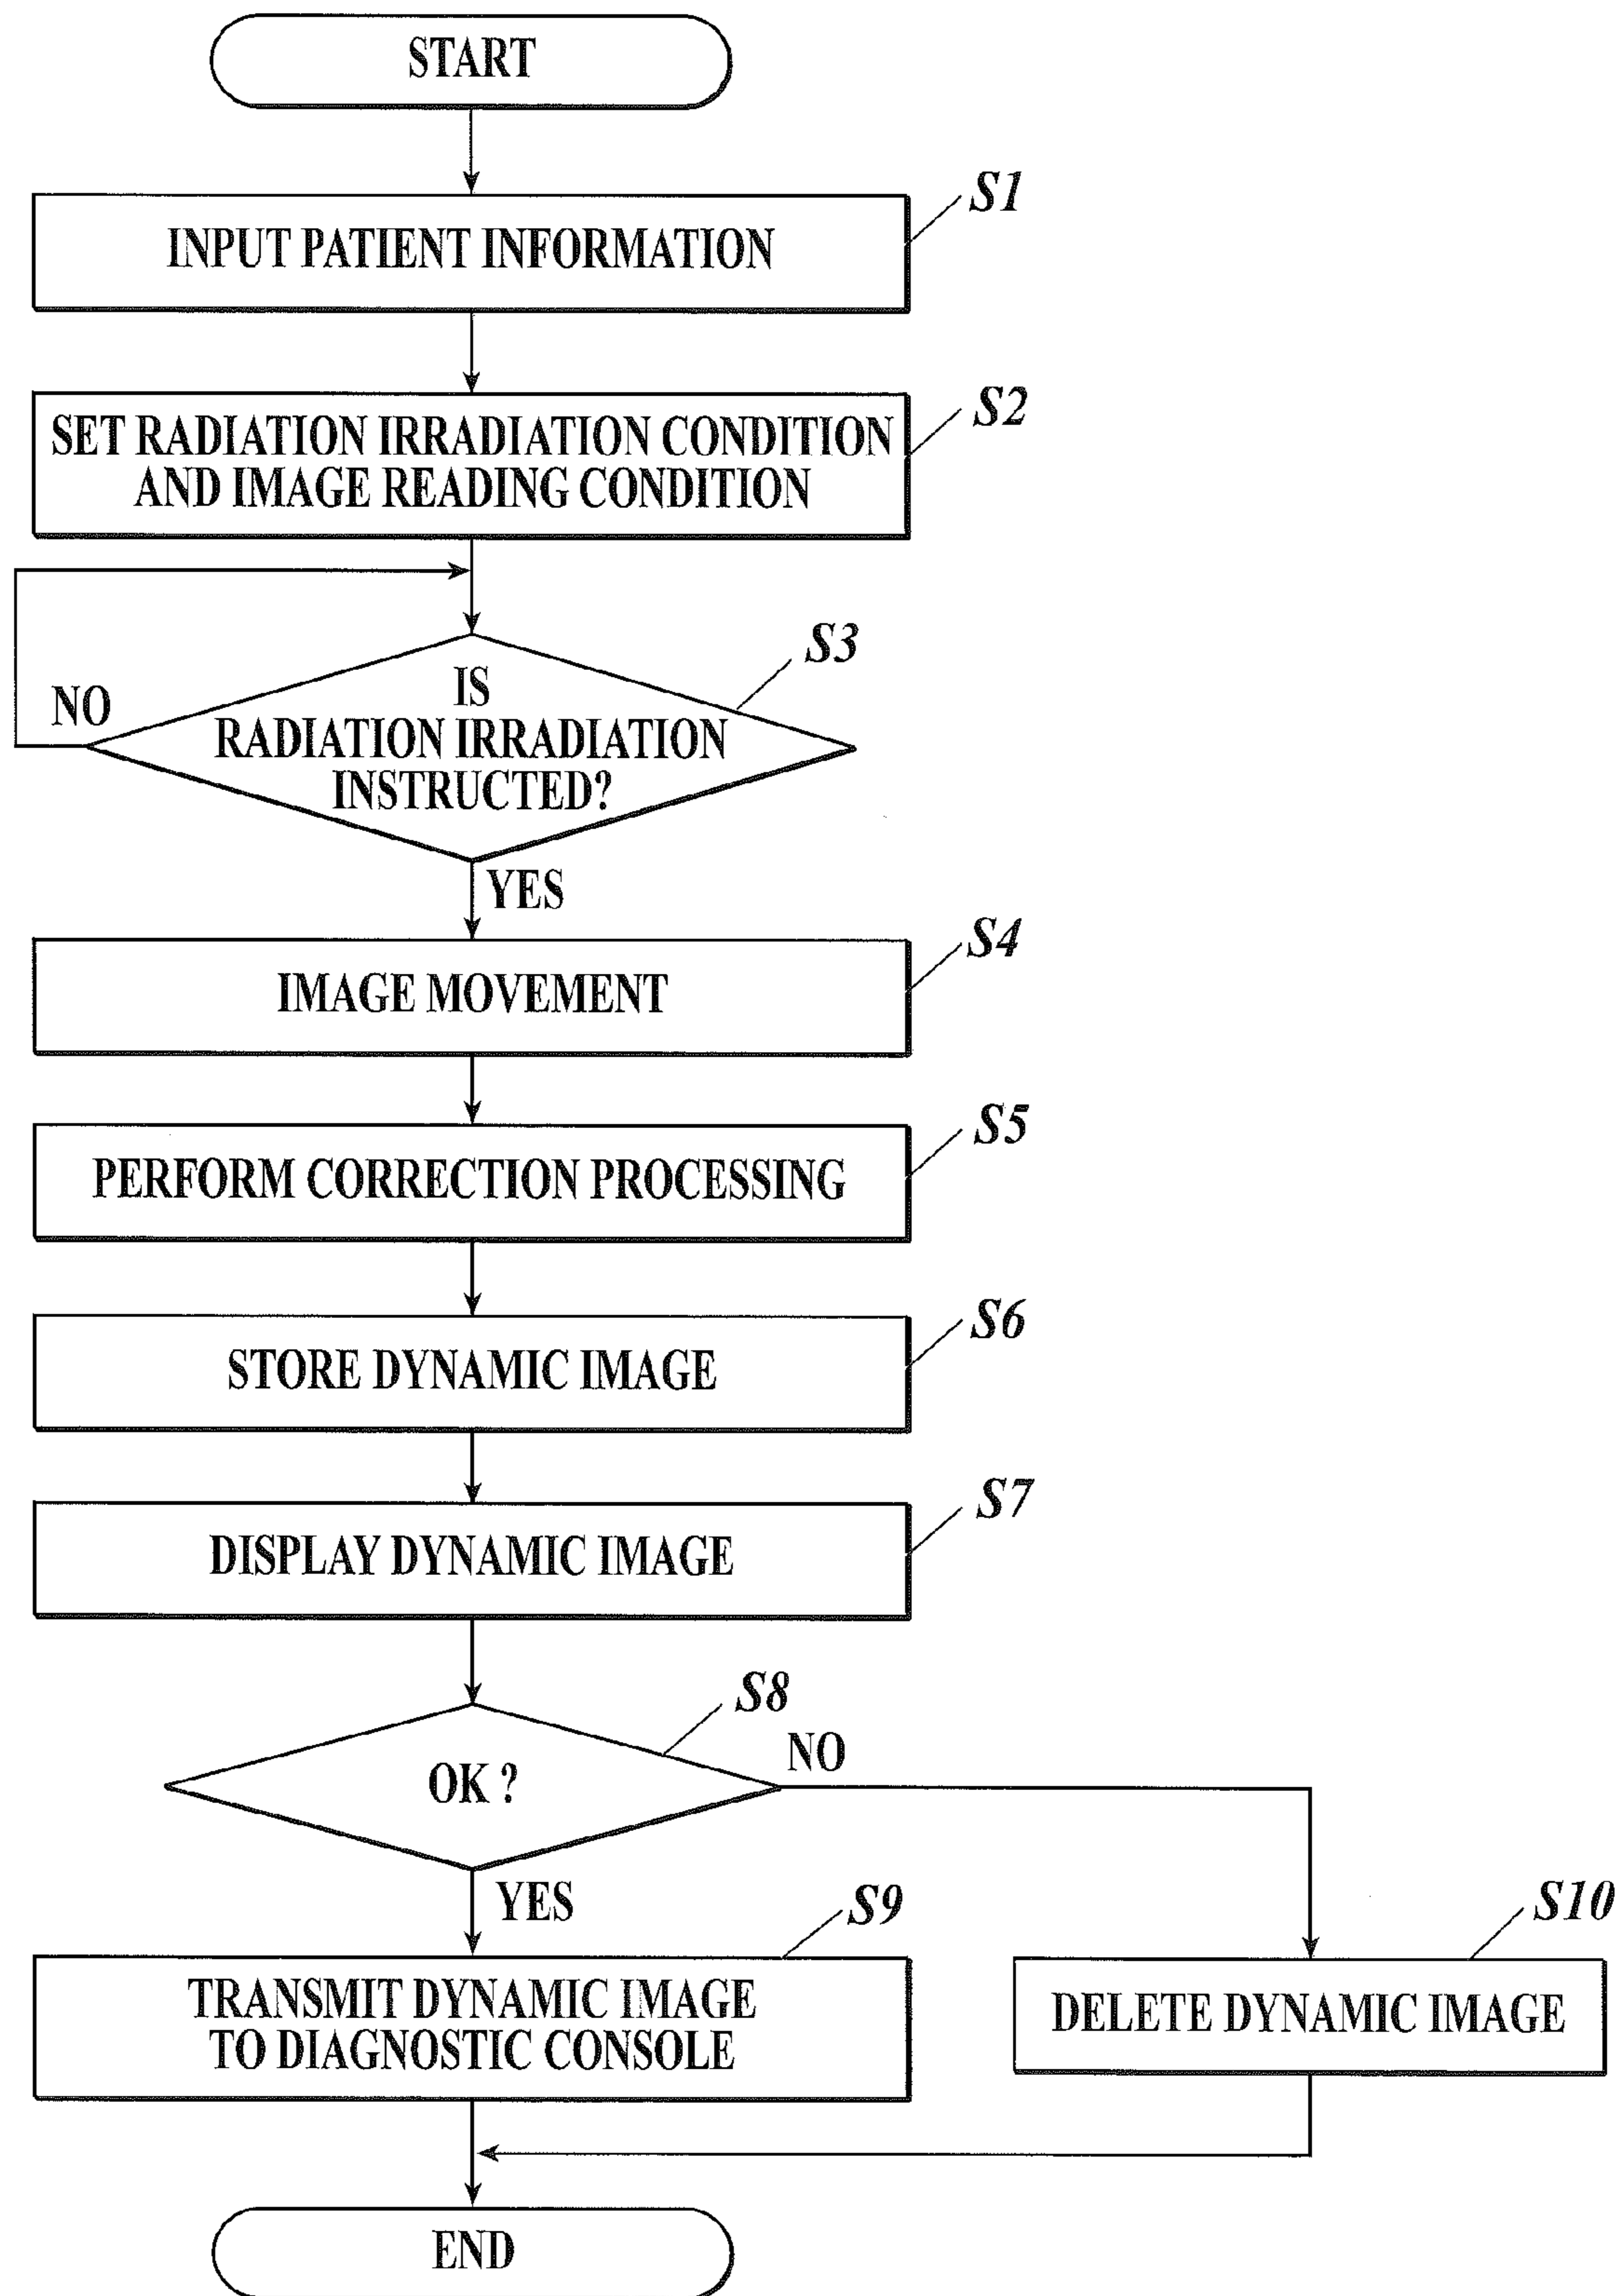 START
S1
INPUT PATIENT INFORMATION
S2
SET RADIATION IRRADIATION CONDITION
AND IMAGE READING CONDITION
S3
IS
RADIATION IRRADIATION
INSTRUCTED?
NO
YES
S4
IMAGE MOVEMENT
S5
PERFORM CORRECTION PROCESSING
S6
STORE DYNAMIC IMAGE
S7
DISPLAY DYNAMIC IMAGE
S8
OK ?
NO
YES
S9
TRANSMIT DYNAMIC IMAGE
TO DIAGNOSTIC CONSOLE
S10
DELETE DYNAMIC IMAGE
END